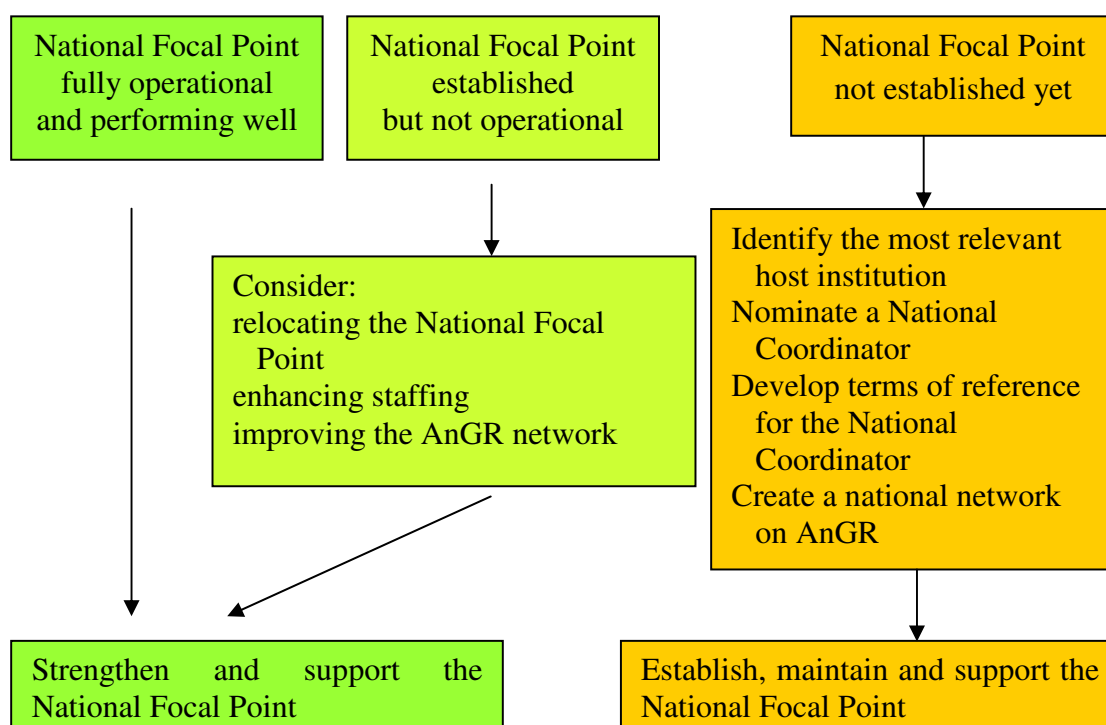 National Focal Point
fully operational
and performing well
National Focal Point
established
but not operational
National Focal Point
not established yet
Consider:
relocating the National Focal
Point
enhancing staffing
improving the AnGR network
Identify the most relevant
host institution
Nominate a National
Coordinator
Develop terms of reference
for the National
Coordinator
Create a national network
on AnGR
Strengthen and support the
National Focal Point
Establish, maintain and support the
National Focal Point